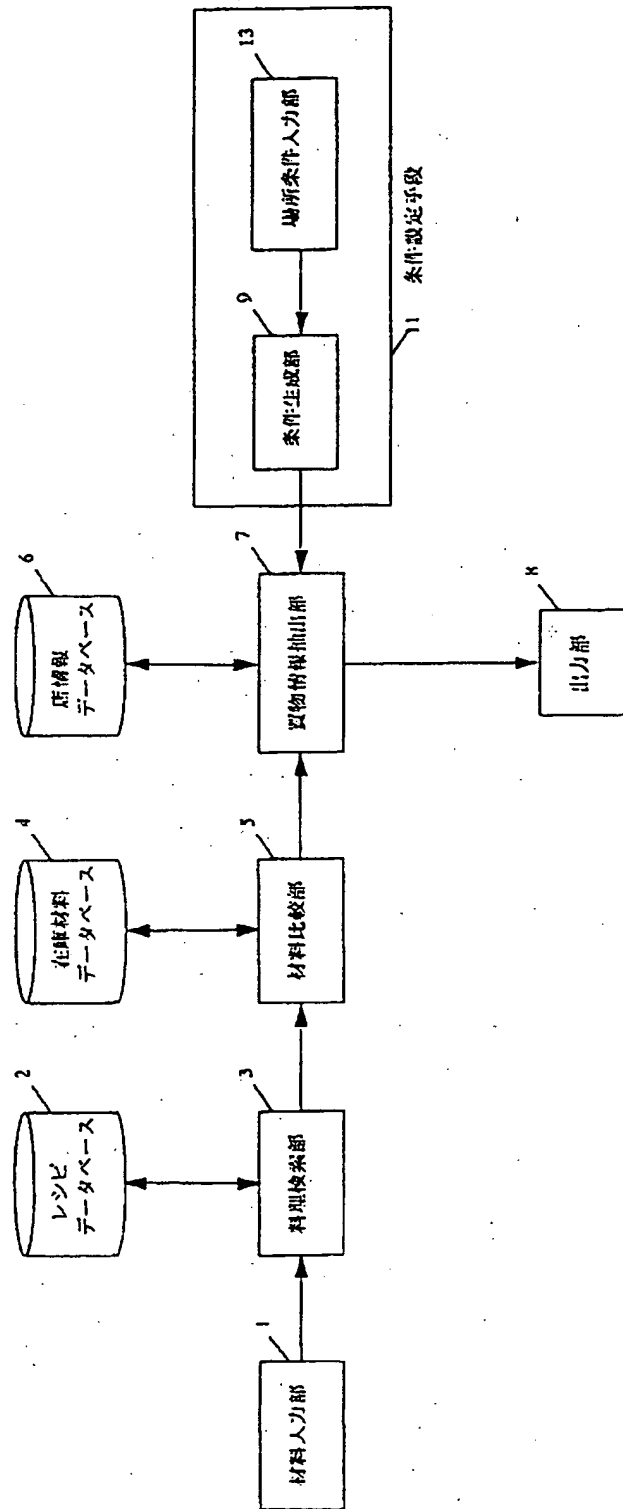 1
材料入力部
2
レシピ
データベース
3
料理検索部
4
在庫材料
データベース
5
材料比較部
6
店情報
データベース
7
買物情報抽出部
8
出力部
9
条件生成部
13
場所条件入力部
11
条件設定手段